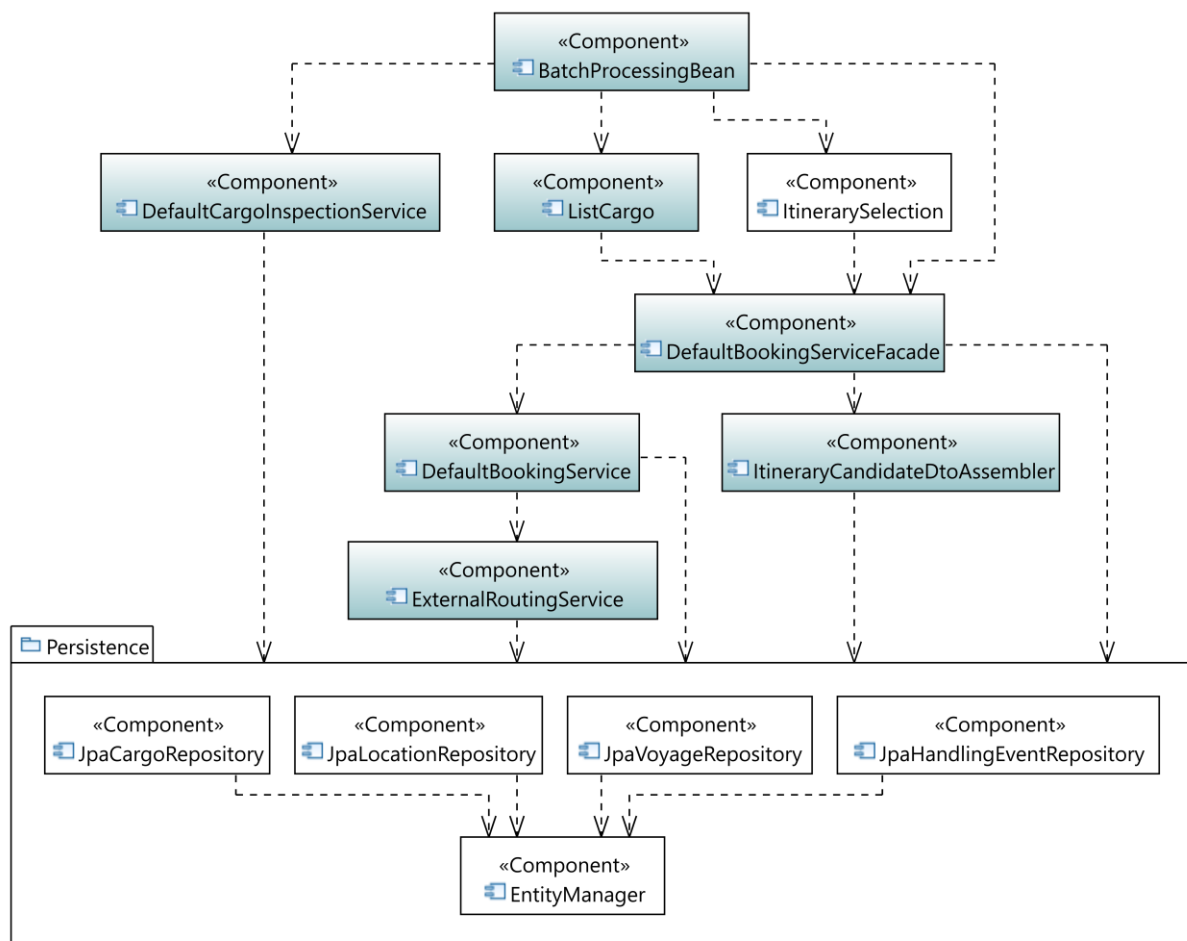 «Component»
BatchProcessingBean
«Component»
DefaultCargoInspectionService
«Component»
ListCargo
«Component»
ItinerarySelection
«Component»
DefaultBookingServiceFacade
«Component»
DefaultBookingService
«Component»
ItineraryCandidateDtoAssembler
«Component»
ExternalRoutingService
Persistence
«Component»
JpaCargoRepository
«Component»
JpaLocationRepository
«Component»
JpaVoyageRepository
«Component»
JpaHandlingEventRepository
«Component»
EntityManager